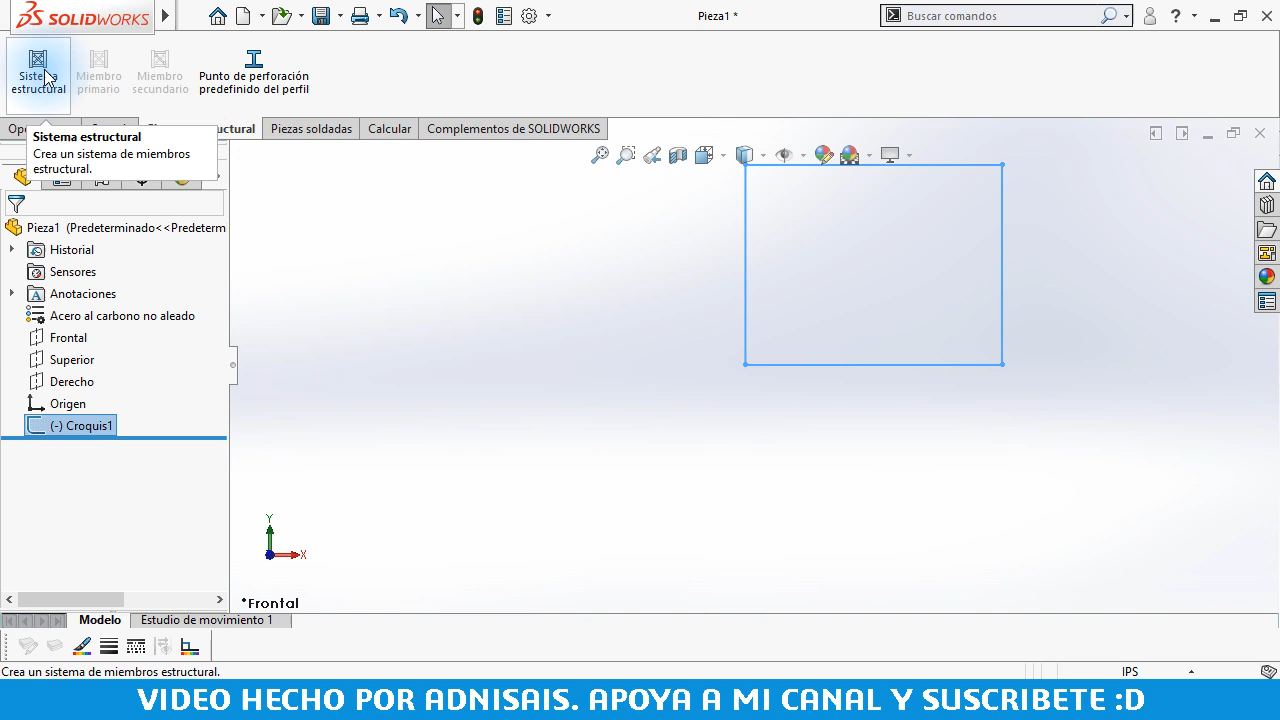 SOLIDWORKS
Pieza1 *
Buscar comandos
Sistema
estructural
Miembro
primario
Miembro
secundario
Punto de perforación
predefinido del perfil
Piezas soldadas
Calcular
Complementos de SOLIDWORKS
Sistema estructural
Crea un sistema de miembros
estructural.
Pieza1 (Predeterminado<<Predeterm
Historial
Sensores
Anotaciones
Acero al carbono no aleado
Frontal
Superior
Derecho
Origen
(-) Croquis1
Y
X
*Frontal
Modelo
Estudio de movimiento 1
Crea un sistema de miembros estructural.
IPS
VIDEO HECHO POR ADNISAIS. APOYA A MI CANAL Y SUSCRIBETE :D